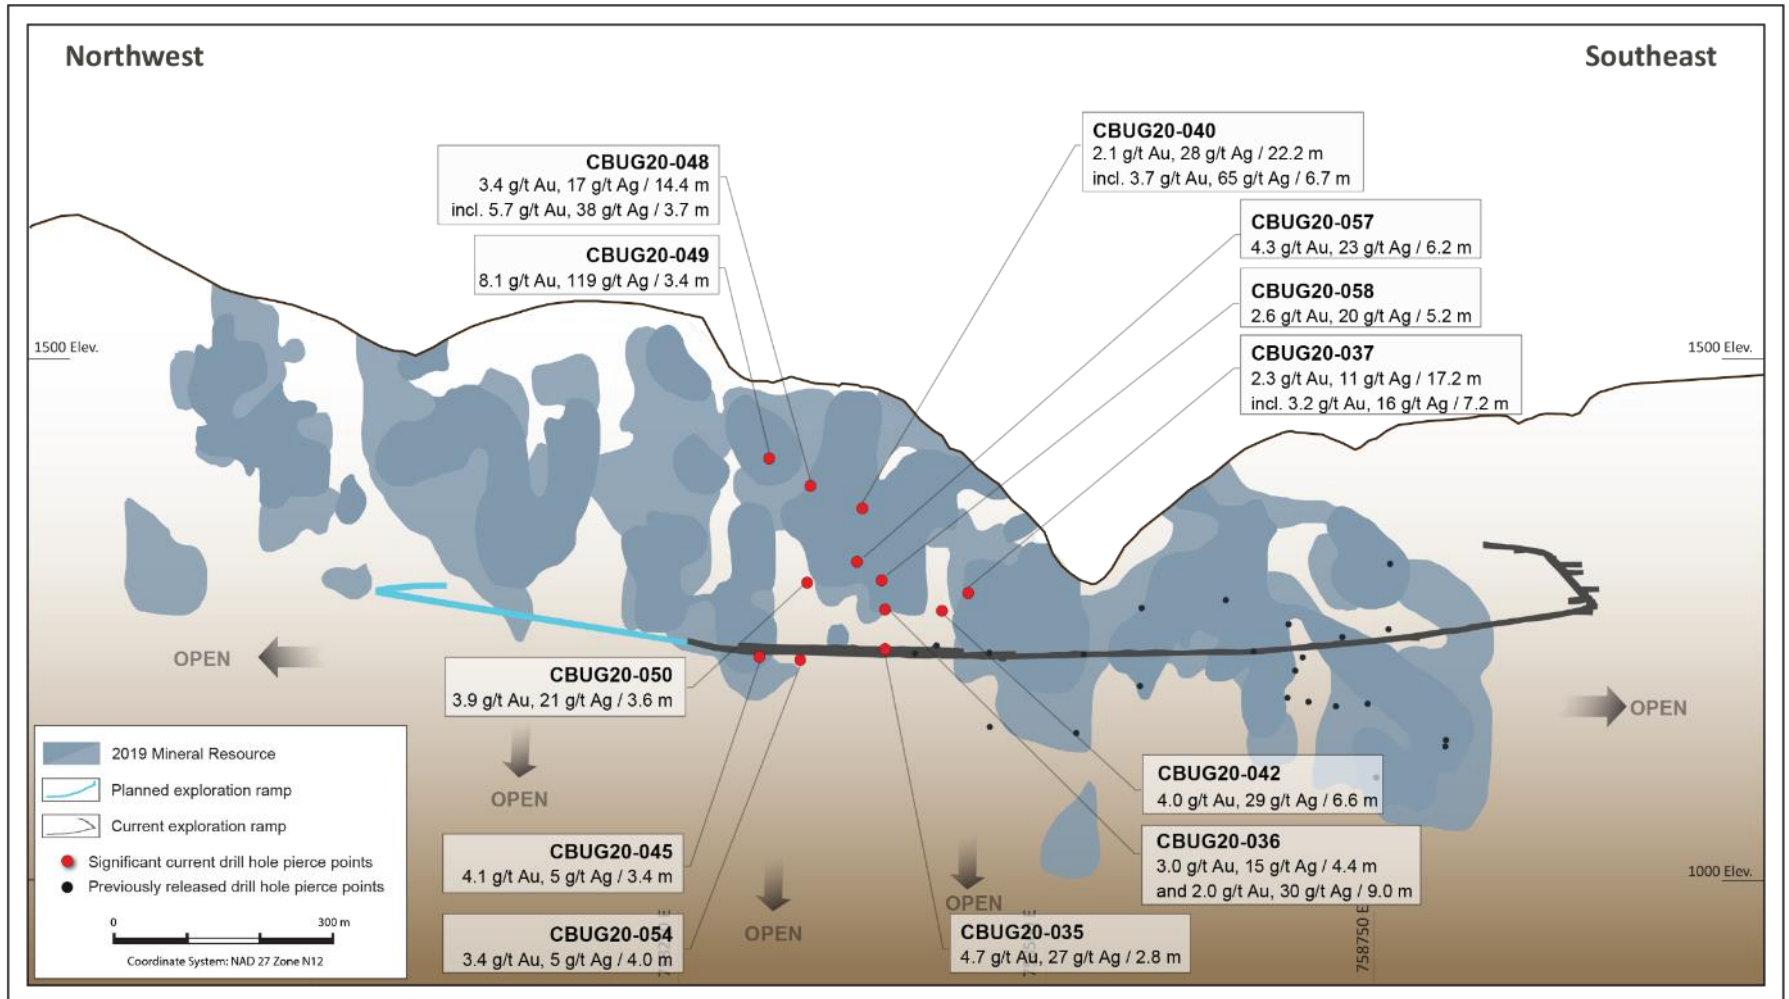 Northwest
Southeast
CBUG20-040
2.1 g/t Au, 28 g/t Ag / 22.2 m
incl. 3.7 g/t Au, 65 g/t Ag / 6.7 m
CBUG20-048
3.4 g/t Au, 17 g/t Ag / 14.4 m
incl. 5.7 g/t Au, 38 g/t Ag / 3.7 m
CBUG20-057
4.3 g/t Au, 23 g/t Ag / 6.2 m
CBUG20-049
8.1 g/t Au, 119 g/t Ag / 3.4 m
CBUG20-058
2.6 g/t Au, 20 g/t Ag / 5.2 m
1500 Elev.
1500 Elev.
CBUG20-037
2.3 g/t Au, 11 g/t Ag / 17.2 m
incl. 3.2 g/t Au, 16 g/t Ag / 7.2 m
OPEN
CBUG20-050
3.9 g/t Au, 21 g/t Ag / 3.6 m
OPEN
2019 Mineral Resource
Planned exploration ramp
Current exploration ramp
Significant current drill hole pierce points
Previously released drill hole pierce points
0
300 m
Coordinate System: NAD 27 Zone N12
OPEN
CBUG20-042
4.0 g/t Au, 29 g/t Ag / 6.6 m
CBUG20-045
4.1 g/t Au, 5 g/t Ag / 3.4 m
CBUG20-036
3.0 g/t Au, 15 g/t Ag / 4.4 m
and 2.0 g/t Au, 30 g/t Ag / 9.0 m
1000 Elev.
OPEN
OPEN
CBUG20-054
3.4 g/t Au, 5 g/t Ag / 4.0 m
CBUG20-035
4.7 g/t Au, 27 g/t Ag / 2.8 m
758750 E